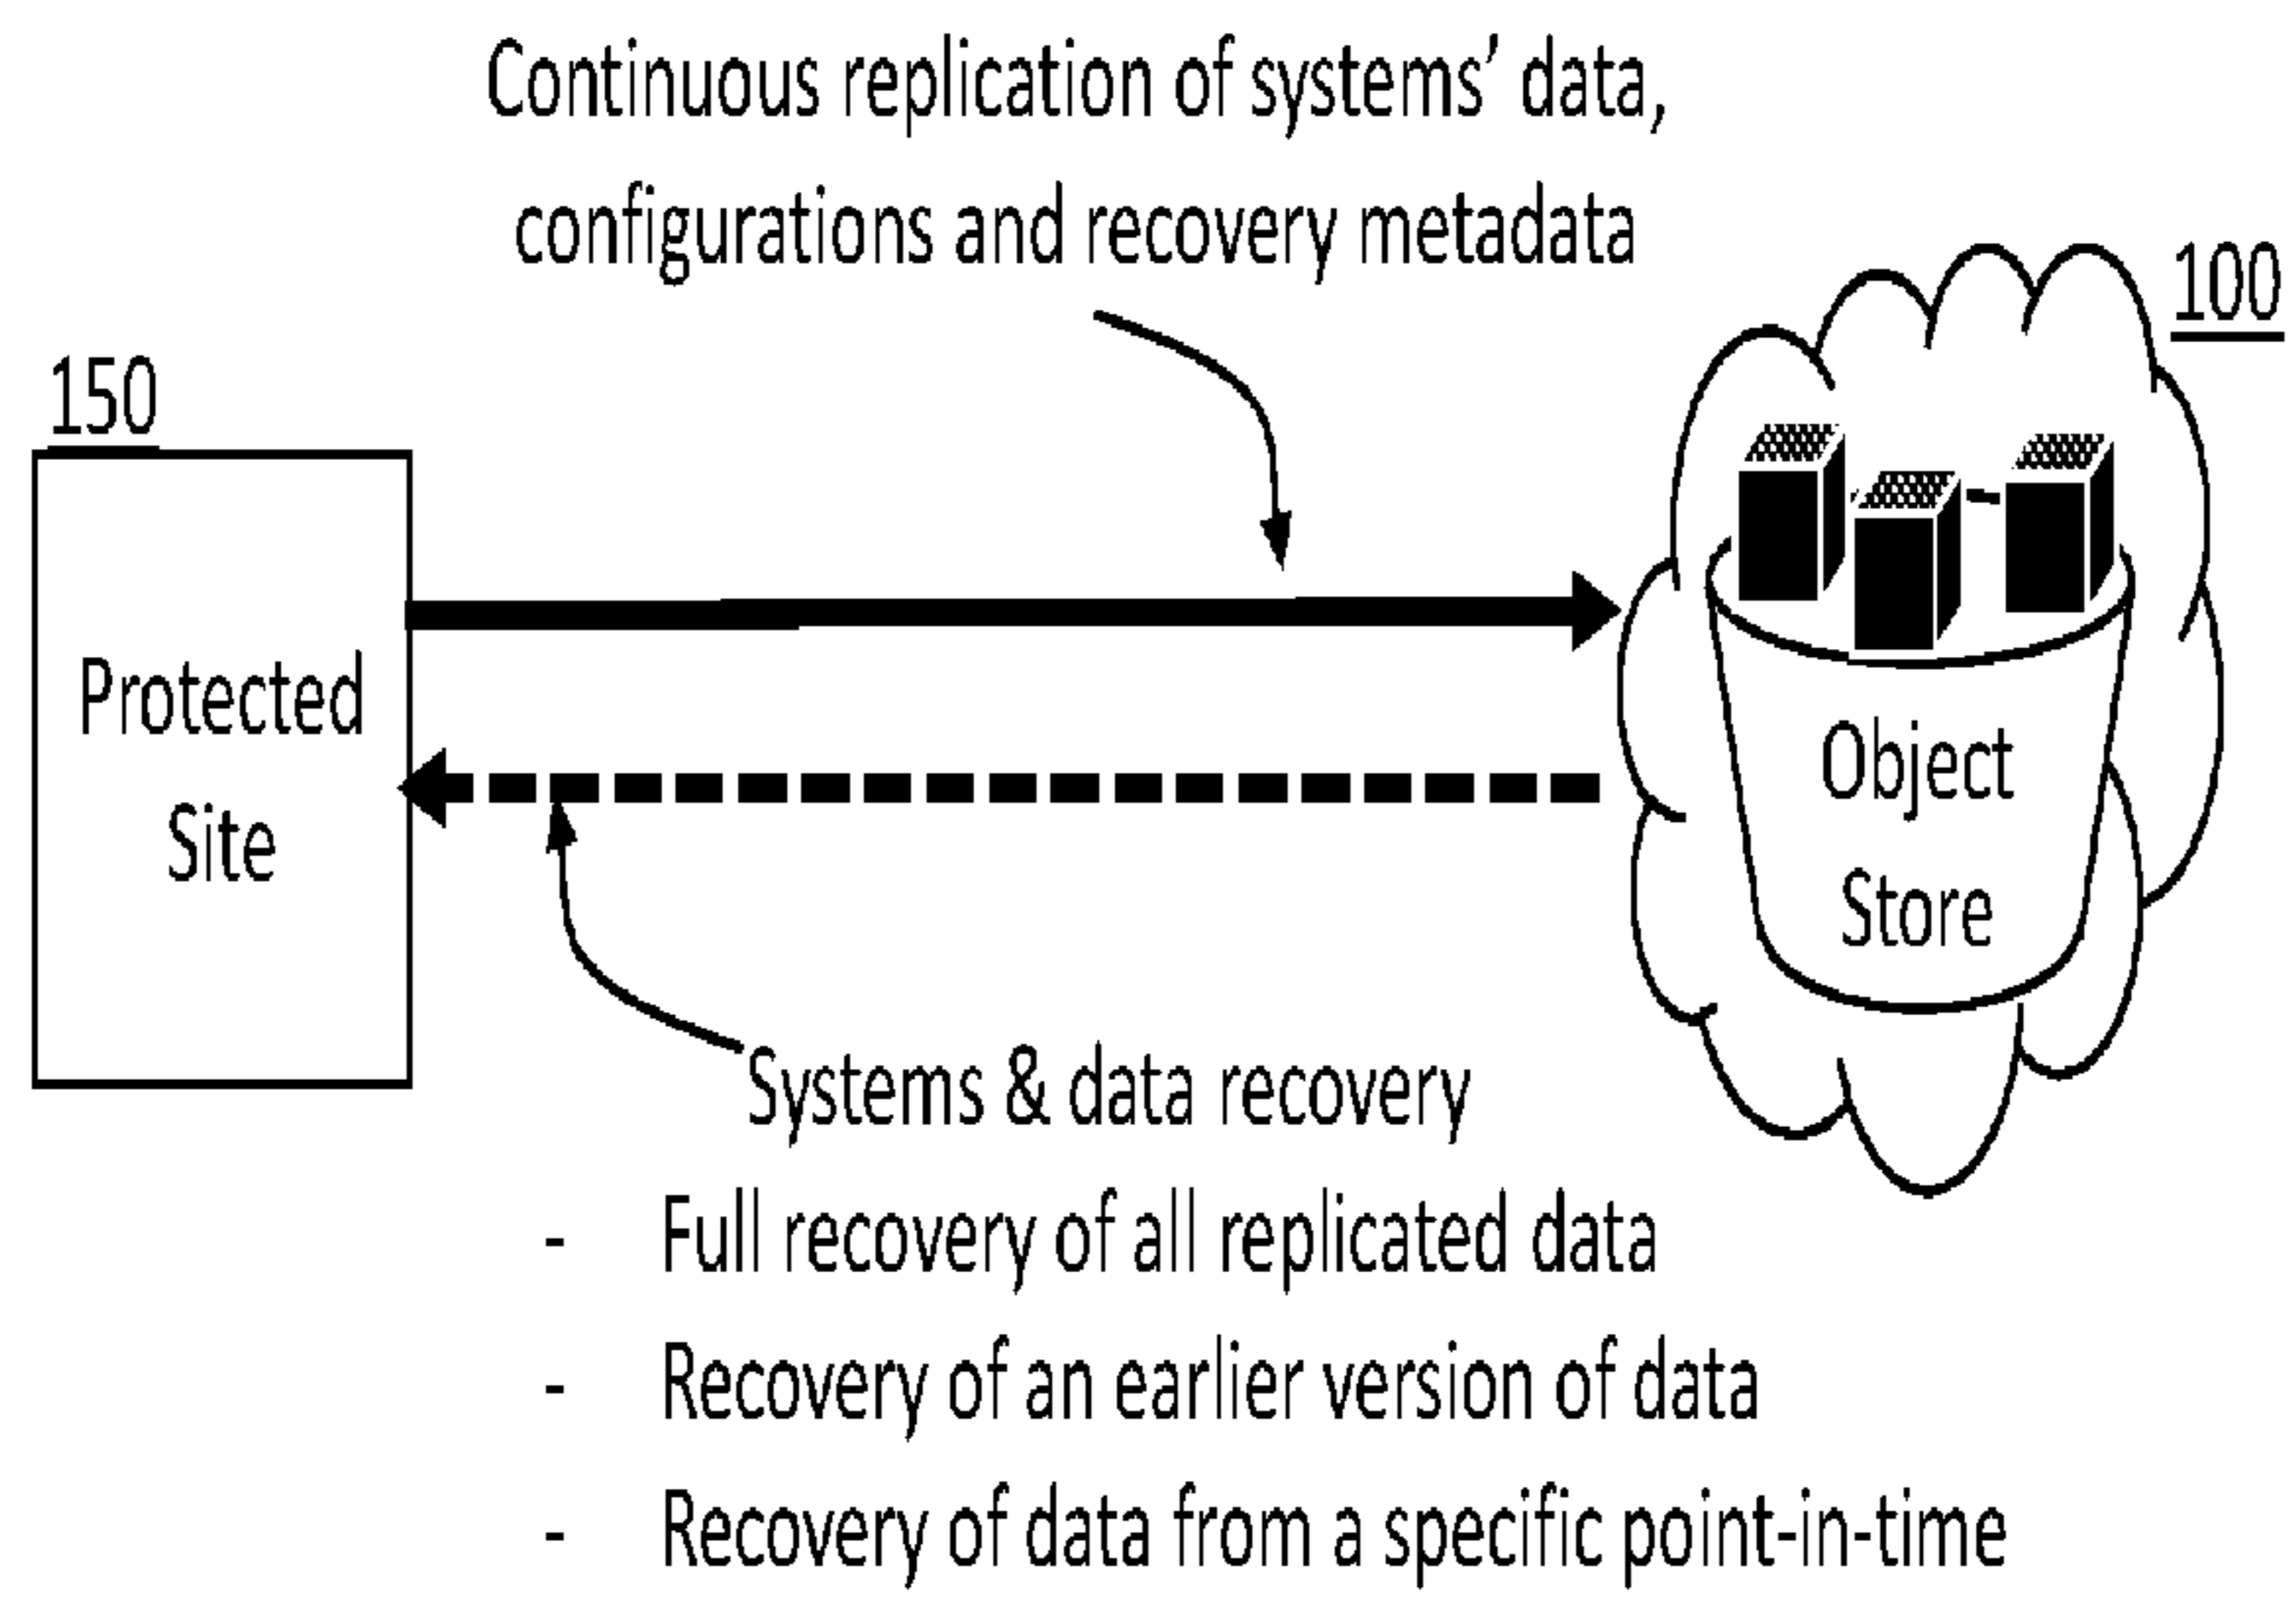 Continuous replication of systems’ data,
configurations and recovery metadata
100
150
Protected
Site
Object
Store
Systems & data recovery
- Full recovery of all replicated data
- Recovery of an earlier version of data
- Recovery of data from a specific point-in-time